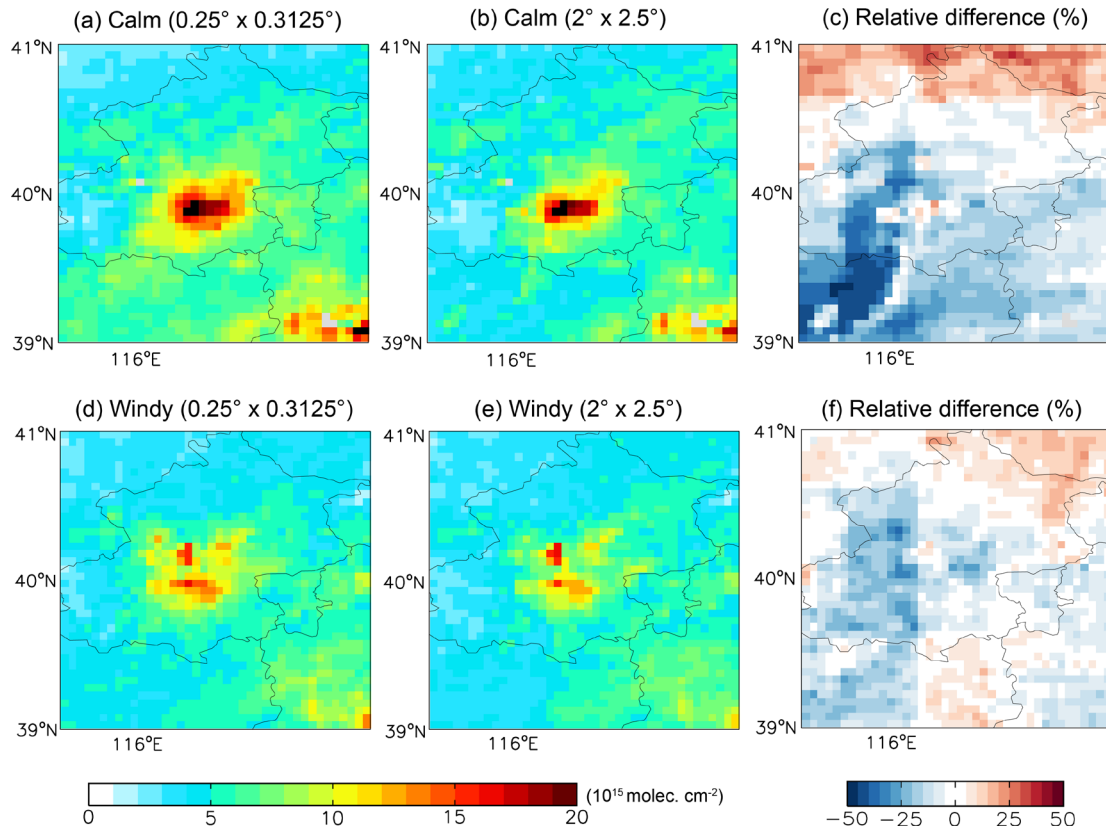 (a) Calm (0.25° x 0.3125°) (b) Calm (2° x 2.5°) (c) Relative difference (%)
41°N 41°N 41°N
40°N 40°N 40°N
39°N 39°N 39°N
116°E 116°E 116°E
(d) Windy (0.25° x 0.3125°) (e) Windy (2° x 2.5°) (f) Relative difference (%)
41°N 41°N 41°N
40°N 40°N 40°N
39°N 39°N 39°N
116°E 116°E 116°E
0 5 10 15 20 (10¹⁵ molec. cm⁻²)
−50 −25 0 25 50